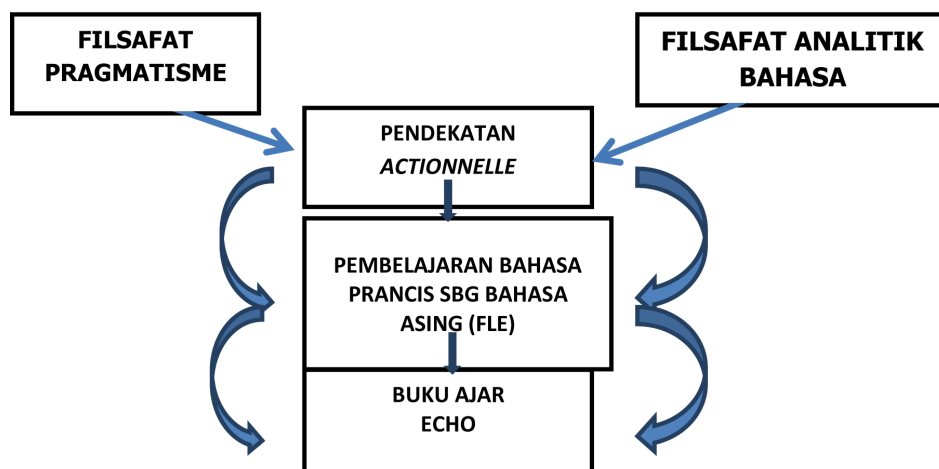 FILSAFAT
PRAGMATISME
FILSAFAT ANALITIK
BAHASA
PENDEKATAN
ACTIONNELLE
PEMBELAJARAN BAHASA
PRANCIS SBG BAHASA
ASING (FLE)
BUKU AJAR
ECHO